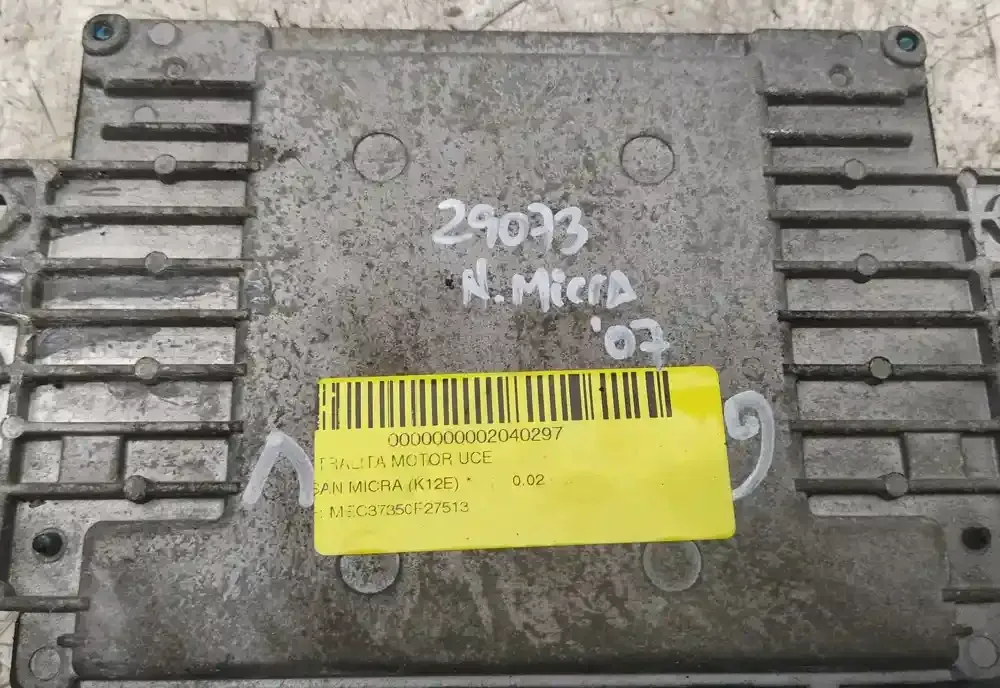 29073
N. Micra
'07
0000000002040297
TRALITA MOTOR UCE
SAN MICRA (K12E) * 0.02
MEC37350F27513